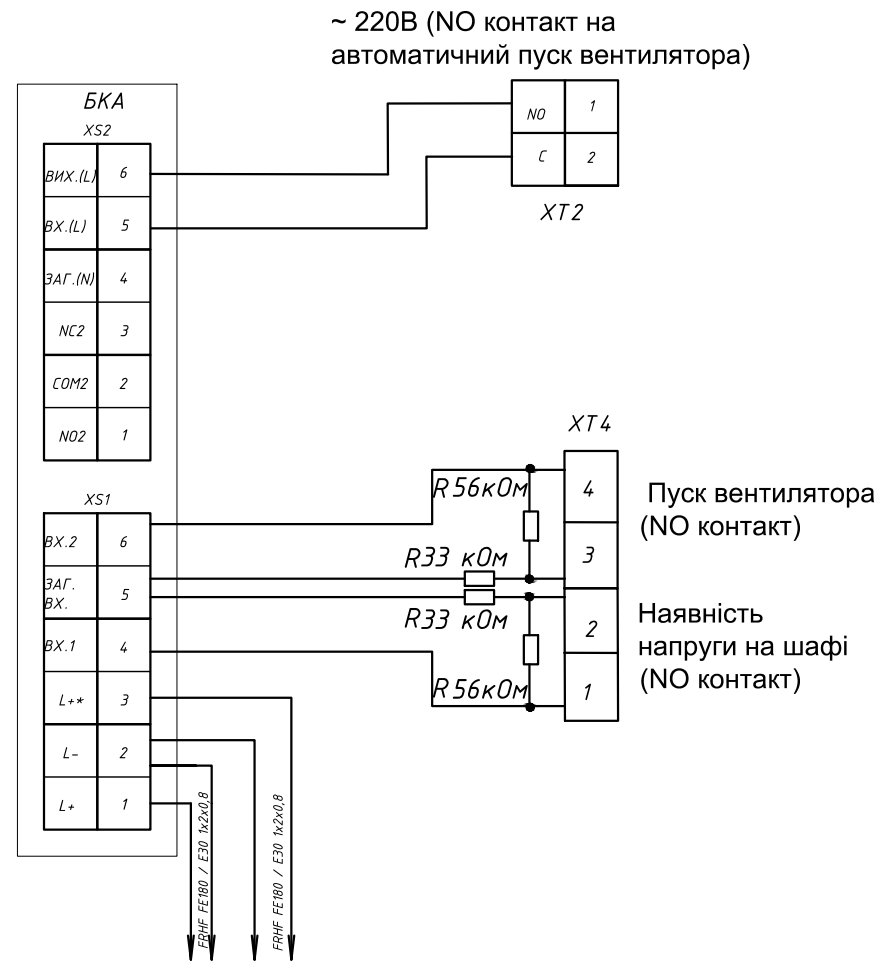 ~ 220В (NO контакт на
автоматичний пуск вентилятора)
БКА
XS2
ВИХ.(L) 6
ВХ.(L) 5
ЗАГ.(N) 4
NC2 3
COM2 2
NO2 1
NO 1
C 2
XT2
XS1
ВХ.2 6
ЗАГ.
ВХ. 5
ВХ.1 4
L+* 3
L- 2
L+ 1
XT4
4
3
2
1
R56кОм
R33 кОм
R33 кОм
R56кОм
Пуск вентилятора
(NO контакт)
Наявність
напруги на шафі
(NO контакт)
FRHF FE180 / E30 1x2x0,8
FRHF FE180 / E30 1x2x0,8